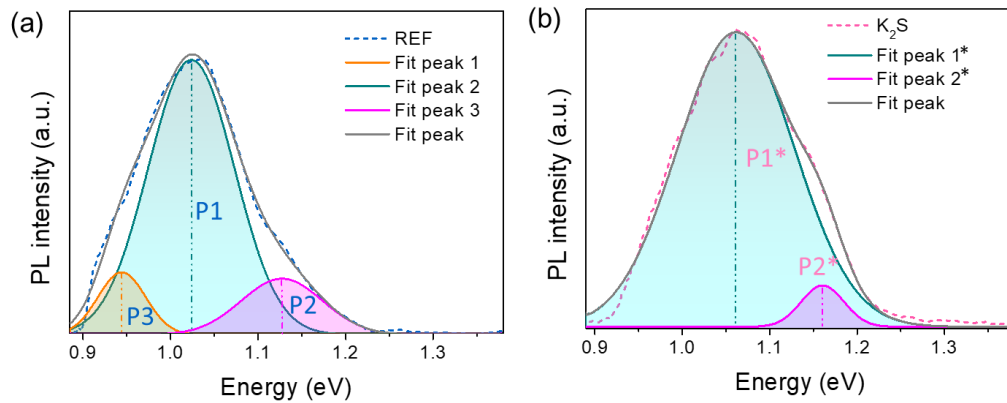 (a)
REF
Fit peak 1
Fit peak 2
Fit peak 3
Fit peak
P1
P2
P3
PL intensity (a.u.)
0.9 1.0 1.1 1.2 1.3
Energy (eV)
(b)
K₂S
Fit peak 1*
Fit peak 2*
Fit peak
P1*
P2*
PL intensity (a.u.)
0.9 1.0 1.1 1.2 1.3
Energy (eV)